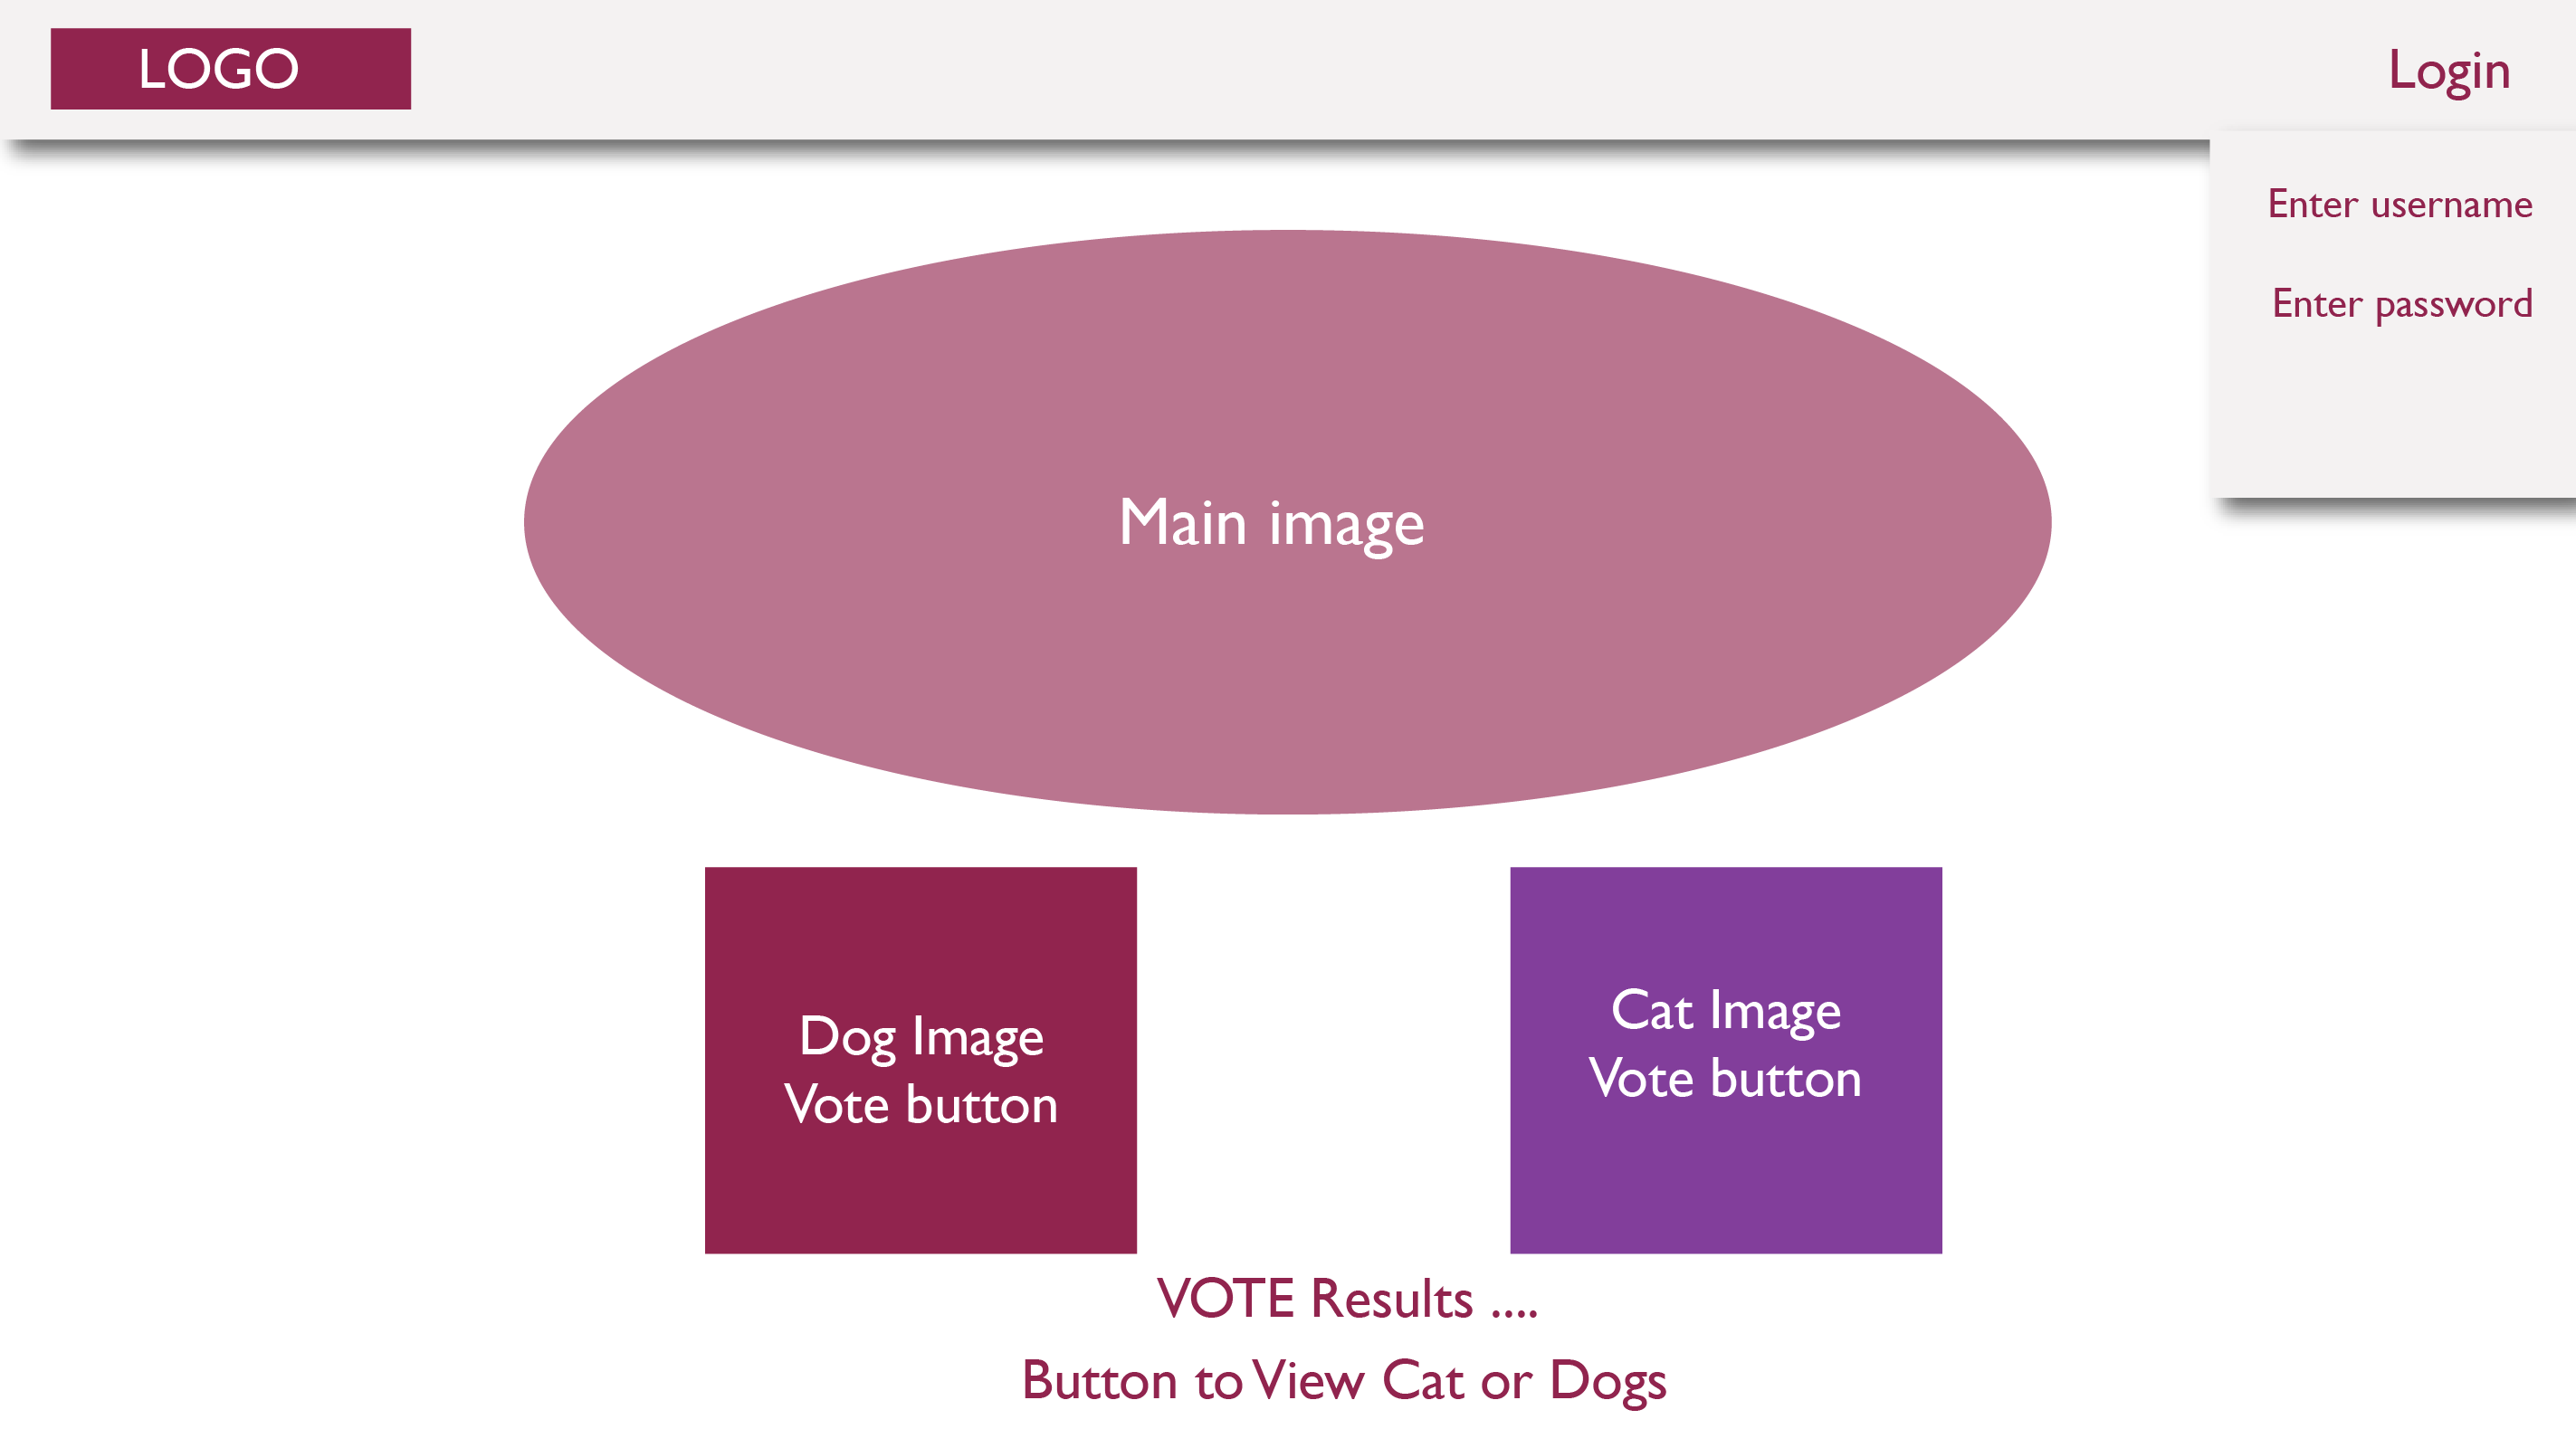 LOGO
Login
Enter username
Enter password
Main image
Dog Image
Vote button
Cat Image
Vote button
VOTE Results ....
Button to View Cat or Dogs